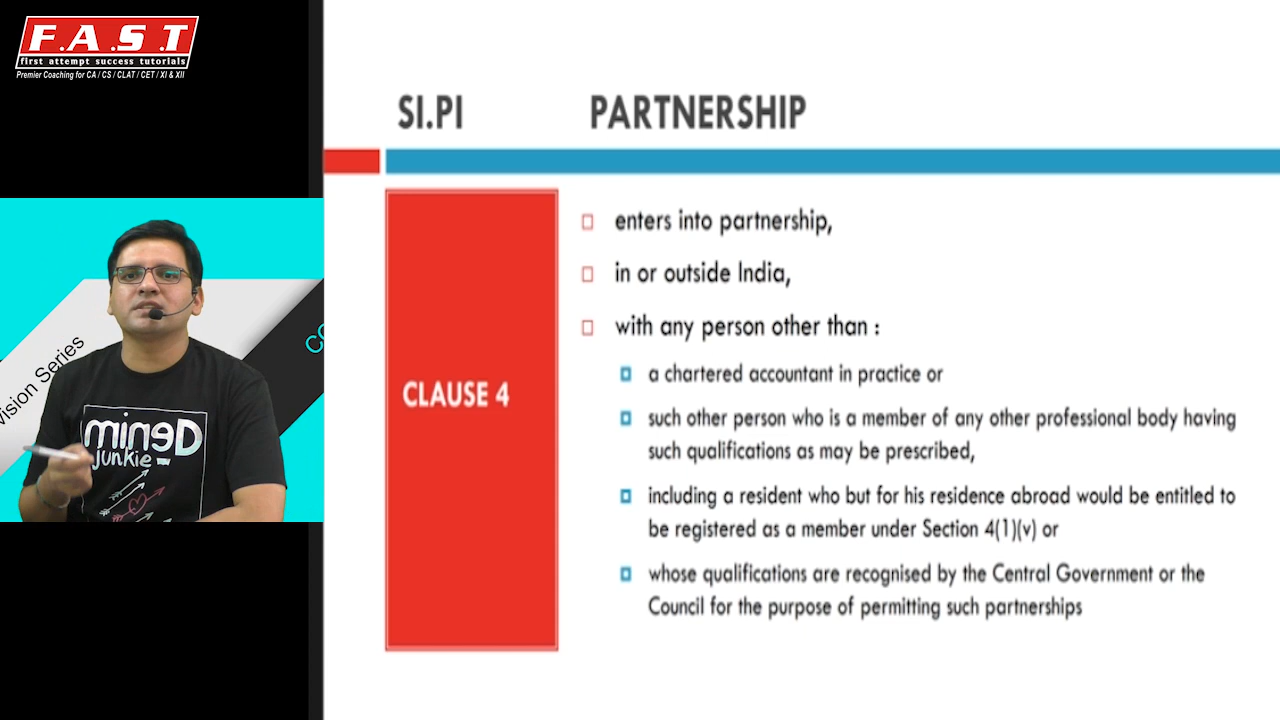 F.A.S.T
first attempt success tutorials
Premier Coaching for CA / CS / CLAT / CET / XI & XII
SI.PI PARTNERSHIP
CLAUSE 4
enters into partnership,
in or outside India,
with any person other than :
a chartered accountant in practice or
such other person who is a member of any other professional body having
such qualifications as may be prescribed,
including a resident who but for his residence abroad would be entitled to
be registered as a member under Section 4(1)(v) or
whose qualifications are recognised by the Central Government or the
Council for the purpose of permitting such partnerships
Series
DeNim
junkie